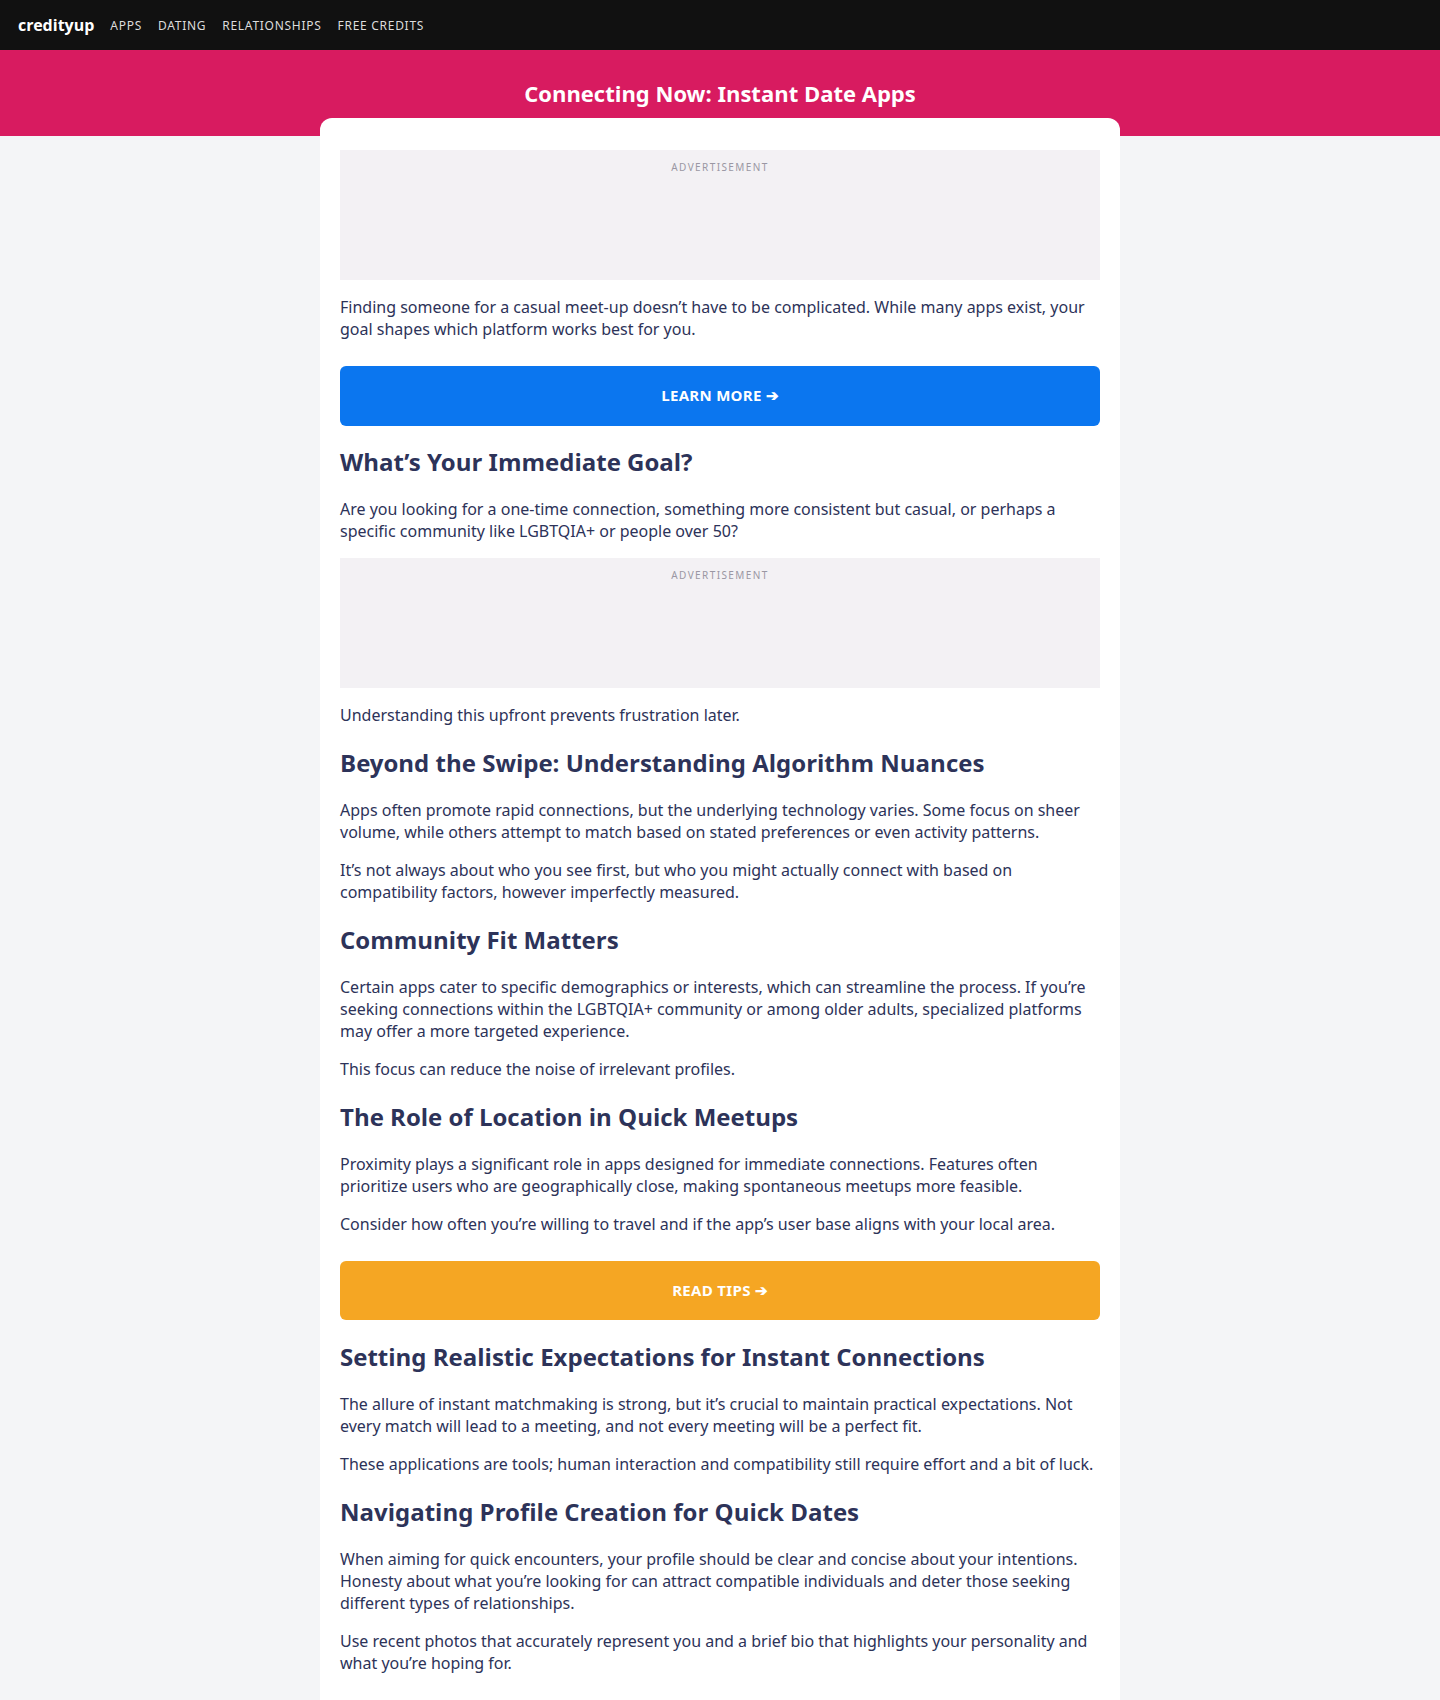 credityup APPS DATING RELATIONSHIPS FREE CREDITS
Connecting Now: Instant Date Apps
ADVERTISEMENT
Finding someone for a casual meet-up doesn’t have to be complicated. While many apps exist, your
goal shapes which platform works best for you.
LEARN MORE ➔
What’s Your Immediate Goal?
Are you looking for a one-time connection, something more consistent but casual, or perhaps a
specific community like LGBTQIA+ or people over 50?
ADVERTISEMENT
Understanding this upfront prevents frustration later.
Beyond the Swipe: Understanding Algorithm Nuances
Apps often promote rapid connections, but the underlying technology varies. Some focus on sheer
volume, while others attempt to match based on stated preferences or even activity patterns.
It’s not always about who you see first, but who you might actually connect with based on
compatibility factors, however imperfectly measured.
Community Fit Matters
Certain apps cater to specific demographics or interests, which can streamline the process. If you’re
seeking connections within the LGBTQIA+ community or among older adults, specialized platforms
may offer a more targeted experience.
This focus can reduce the noise of irrelevant profiles.
The Role of Location in Quick Meetups
Proximity plays a significant role in apps designed for immediate connections. Features often
prioritize users who are geographically close, making spontaneous meetups more feasible.
Consider how often you’re willing to travel and if the app’s user base aligns with your local area.
READ TIPS ➔
Setting Realistic Expectations for Instant Connections
The allure of instant matchmaking is strong, but it’s crucial to maintain practical expectations. Not
every match will lead to a meeting, and not every meeting will be a perfect fit.
These applications are tools; human interaction and compatibility still require effort and a bit of luck.
Navigating Profile Creation for Quick Dates
When aiming for quick encounters, your profile should be clear and concise about your intentions.
Honesty about what you’re looking for can attract compatible individuals and deter those seeking
different types of relationships.
Use recent photos that accurately represent you and a brief bio that highlights your personality and
what you’re hoping for.